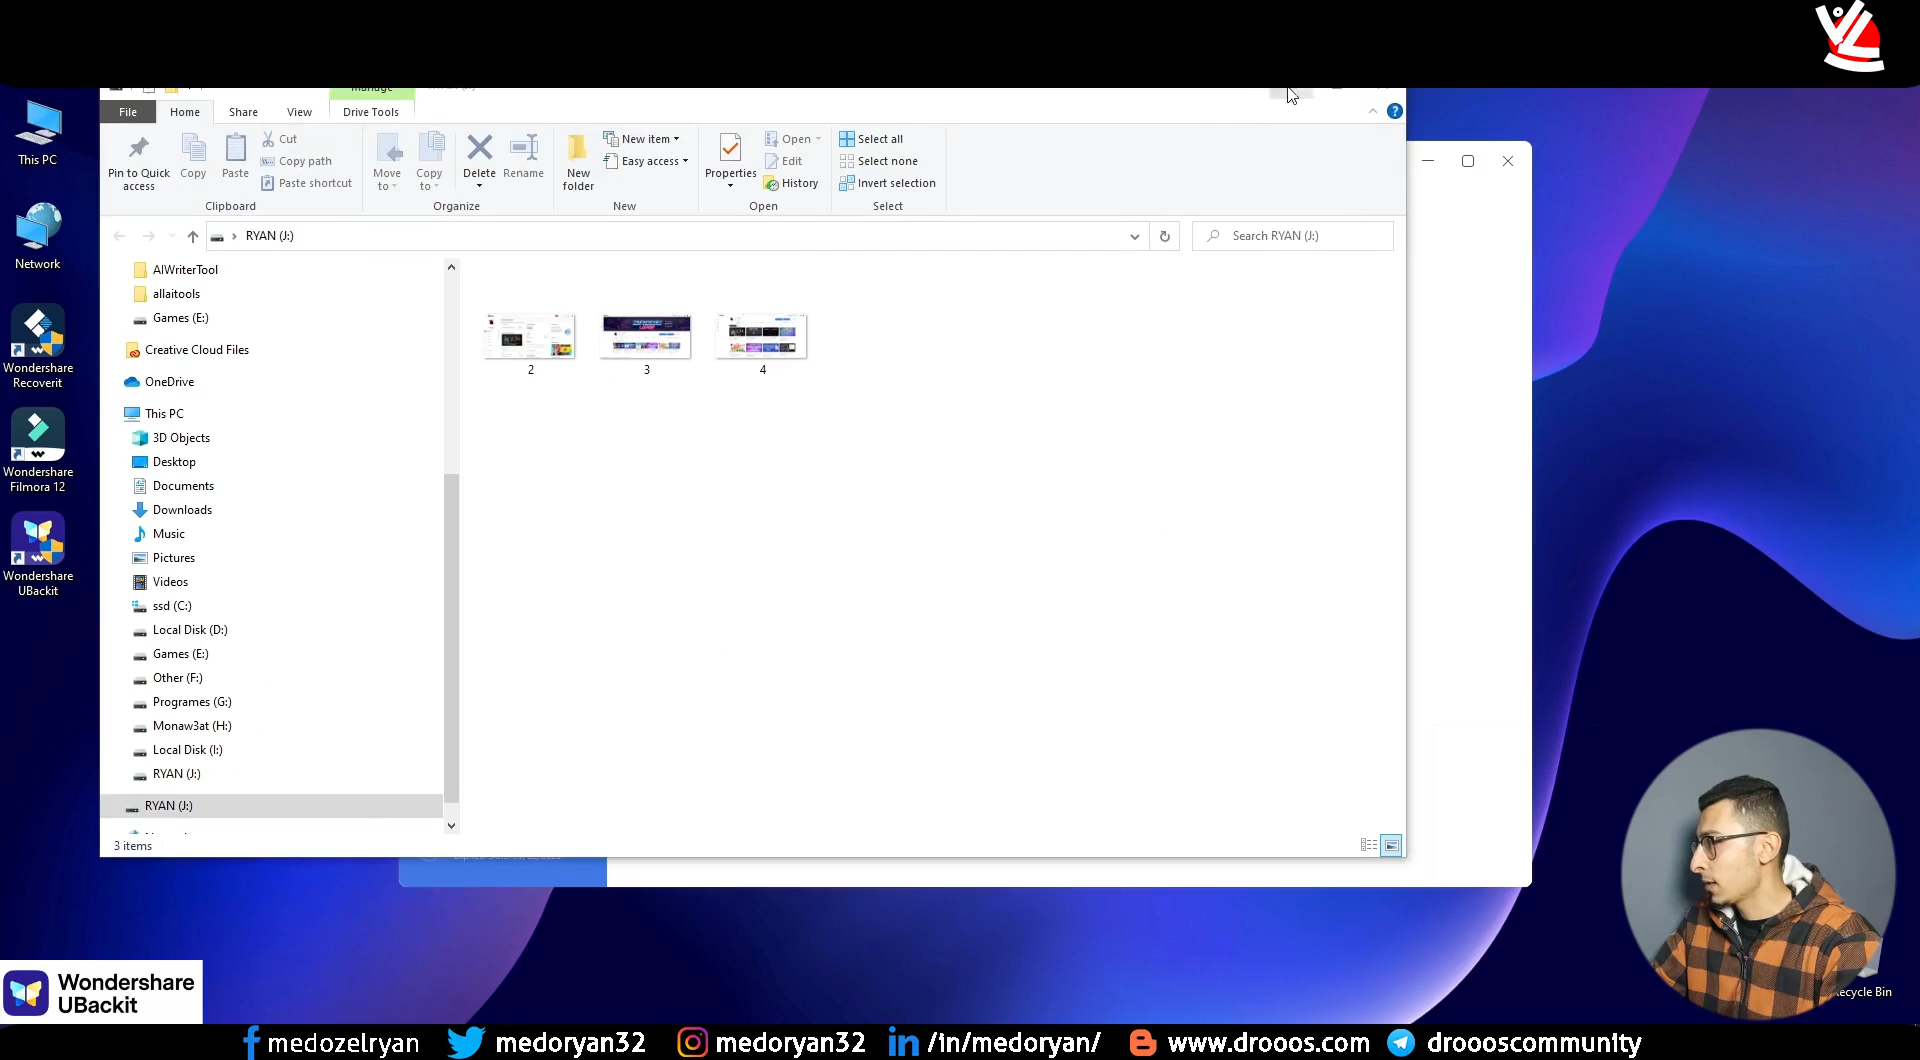 Manage
File
Home
Share
View
Drive Tools
Pin to Quick
access
Copy
Paste
Cut
Copy path
Paste shortcut
Clipboard
Move
to
Copy
to
Delete
Rename
Organize
New
folder
New item
Easy access
New
Properties
Open
Edit
History
Open
Select all
Select none
Invert selection
Select
RYAN (J:)
Search RYAN (J:)
AIWriterTool
allaitools
Games (E:)
Creative Cloud Files
OneDrive
This PC
3D Objects
Desktop
Documents
Downloads
Music
Pictures
Videos
ssd (C:)
Local Disk (D:)
Games (E:)
Other (F:)
Programes (G:)
Monaw3at (H:)
Local Disk (I:)
RYAN (J:)
RYAN (J:)
3 items
2
3
4
This PC
Network
Wondershare
Recoverit
Wondershare
Filmora 12
Wondershare
UBackit
Wondershare
UBackit
Recycle Bin
medozelryan
medoryan32
medoryan32
/in/medoryan/
www.drooos.com
droooscommunity